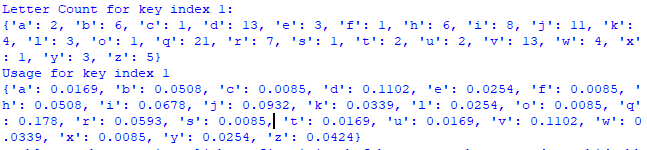 Letter Count for key index 1:
{'a': 2, 'b': 6, 'c': 1, 'd': 13, 'e': 3, 'f': 1, 'h': 6, 'i': 8, 'j': 11, 'k':
4, 'l': 3, 'o': 1, 'q': 21, 'r': 7, 's': 1, 't': 2, 'u': 2, 'v': 13, 'w': 4, 'x'
: 1, 'y': 3, 'z': 5}
Usage for key index 1
{'a': 0.0169, 'b': 0.0508, 'c': 0.0085, 'd': 0.1102, 'e': 0.0254, 'f': 0.0085, '
h': 0.0508, 'i': 0.0678, 'j': 0.0932, 'k': 0.0339, 'l': 0.0254, 'o': 0.0085, 'q'
: 0.178, 'r': 0.0593, 's': 0.0085, 't': 0.0169, 'u': 0.0169, 'v': 0.1102, 'w': 0
.0339, 'x': 0.0085, 'y': 0.0254, 'z': 0.0424}